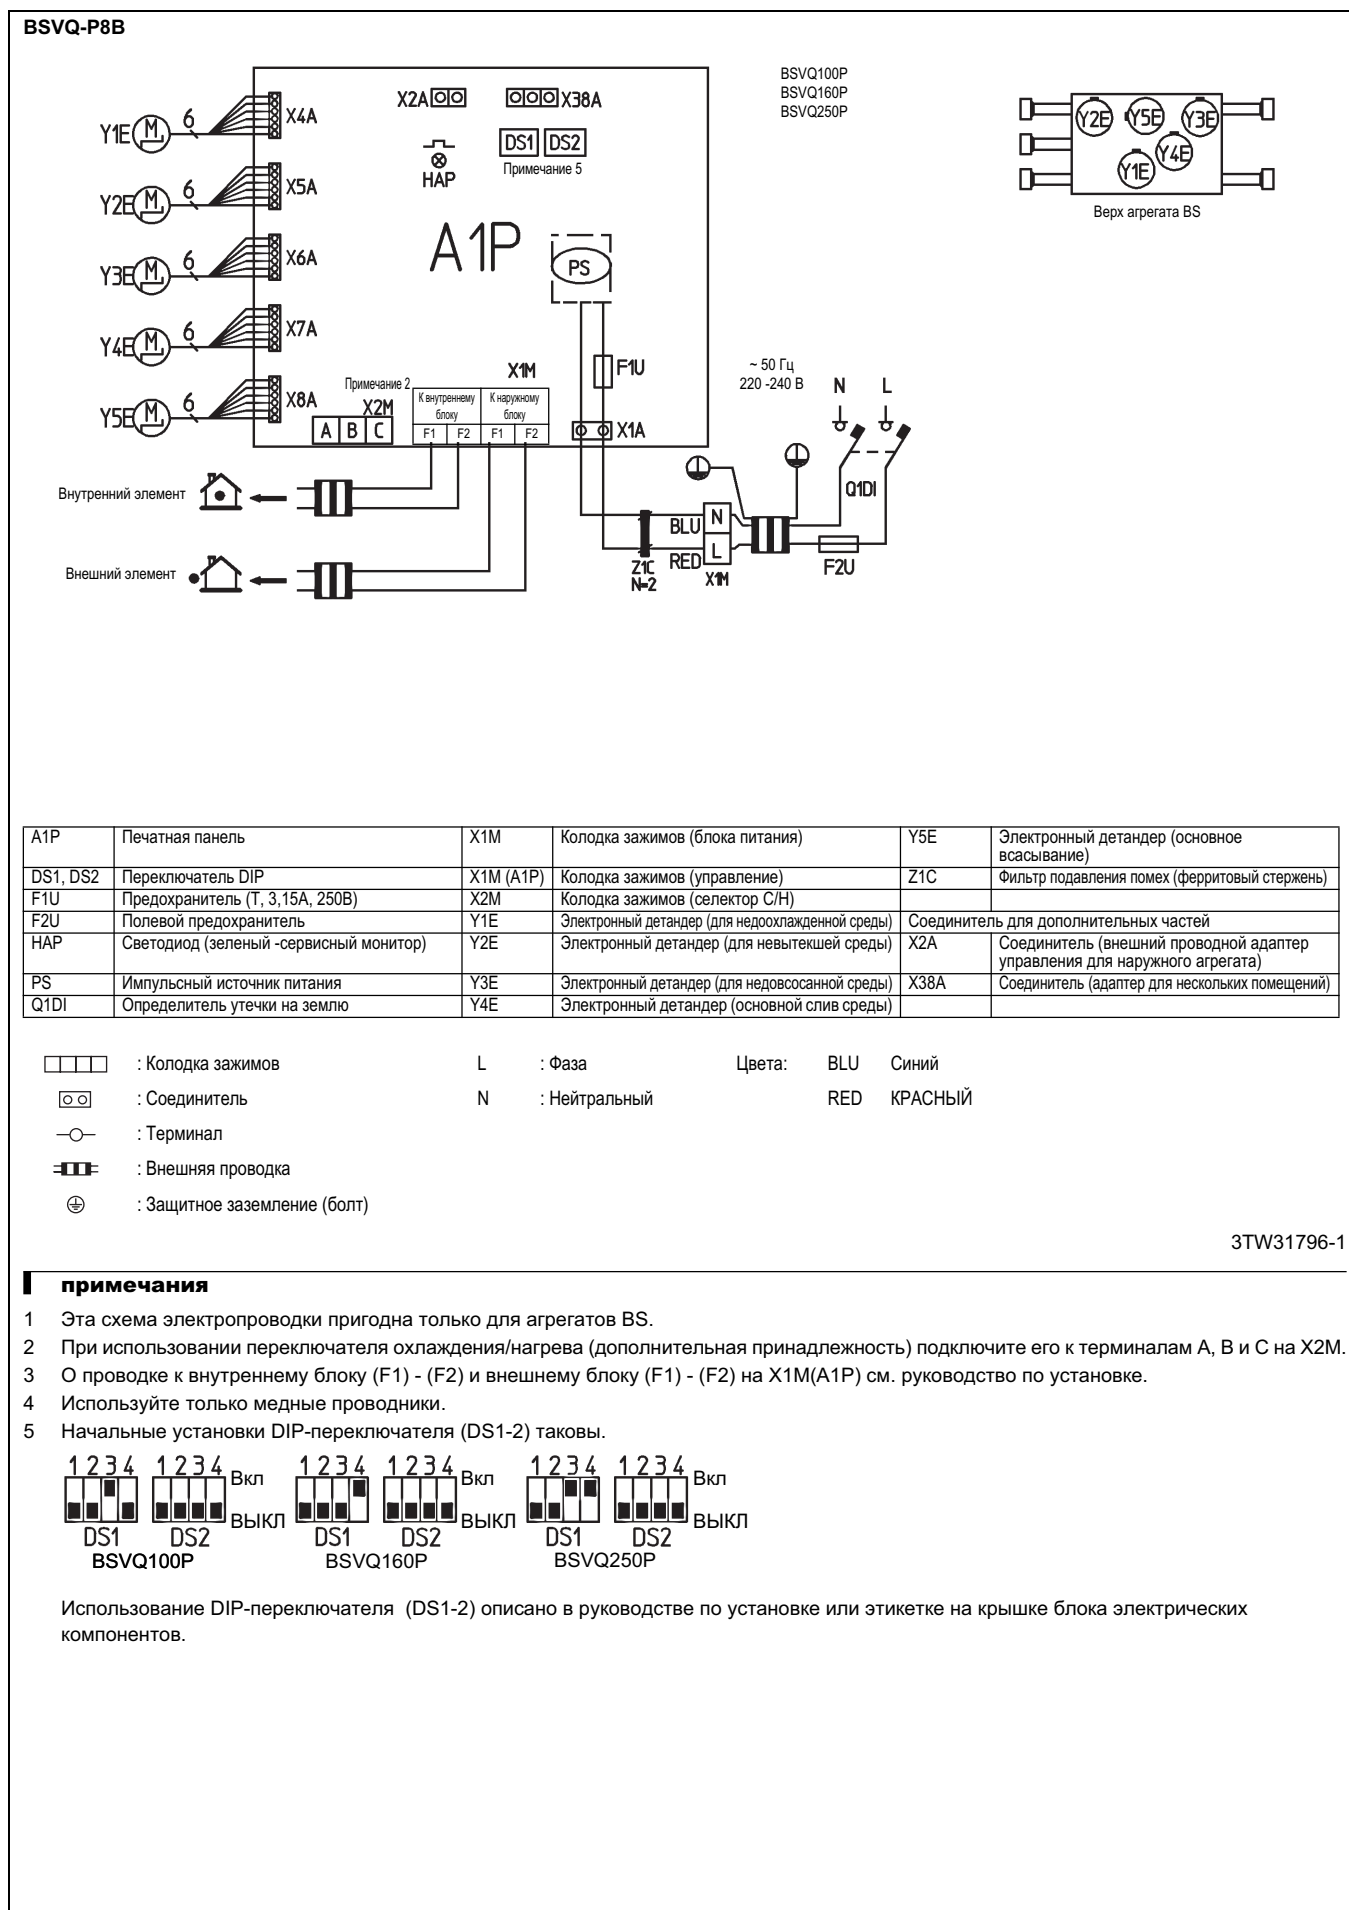 BSVQ-P8B
BSVQ100P
BSVQ160P
BSVQ250P
X2A
X38A
DS1 DS2
Примечание 5
HAP
A1P
PS
Y1E M 6 X4A
Y2E M 6 X5A
Y3E M 6 X6A
Y4E M 6 X7A
Y5E M 6 X8A
Y2E Y5E Y3E
Y4E
Y1E
Верх агрегата BS
Примечание 2
X2M
A B C
X1M
К внутреннему блоку
К наружному блоку
F1 F2 F1 F2
F1U
X1A
~ 50 Гц
220 -240 В
N L
Q1DI
F2U
BLU N
RED L
X1M
Z1C
N=2
Внутренний элемент
Внешний элемент
A1P Печатная панель X1M Колодка зажимов (блока питания) Y5E Электронный детандер (основное всасывание)
DS1, DS2 Переключатель DIP X1M (A1P) Колодка зажимов (управление) Z1C Фильтр подавления помех (ферритовый стержень)
F1U Предохранитель (T, 3,15A, 250В) X2M Колодка зажимов (селектор C/H)
F2U Полевой предохранитель Y1E Электронный детандер (для недоохлажденной среды) Соединитель для дополнительных частей
HAP Светодиод (зеленый -сервисный монитор) Y2E Электронный детандер (для невытекшей среды) X2A Соединитель (внешний проводной адаптер управления для наружного агрегата)
PS Импульсный источник питания Y3E Электронный детандер (для недовсосанной среды) X38A Соединитель (адаптер для нескольких помещений)
Q1DI Определитель утечки на землю Y4E Электронный детандер (основной слив среды)
: Колодка зажимов L : Фаза Цвета: BLU Синий
: Соединитель N : Нейтральный RED КРАСНЫЙ
: Терминал
: Внешняя проводка
: Защитное заземление (болт)
3TW31796-1
примечания
1 Эта схема электропроводки пригодна только для агрегатов BS.
2 При использовании переключателя охлаждения/нагрева (дополнительная принадлежность) подключите его к терминалам A, B и C на X2M.
3 О проводке к внутреннему блоку (F1) - (F2) и внешнему блоку (F1) - (F2) на X1M(A1P) см. руководство по установке.
4 Используйте только медные проводники.
5 Начальные установки DIP-переключателя (DS1-2) таковы.
1 2 3 4 1 2 3 4 Вкл 1 2 3 4 1 2 3 4 Вкл 1 2 3 4 1 2 3 4 Вкл
ВЫКЛ ВЫКЛ ВЫКЛ
DS1 DS2 DS1 DS2 DS1 DS2
BSVQ100P BSVQ160P BSVQ250P
Использование DIP-переключателя (DS1-2) описано в руководстве по установке или этикетке на крышке блока электрических
компонентов.